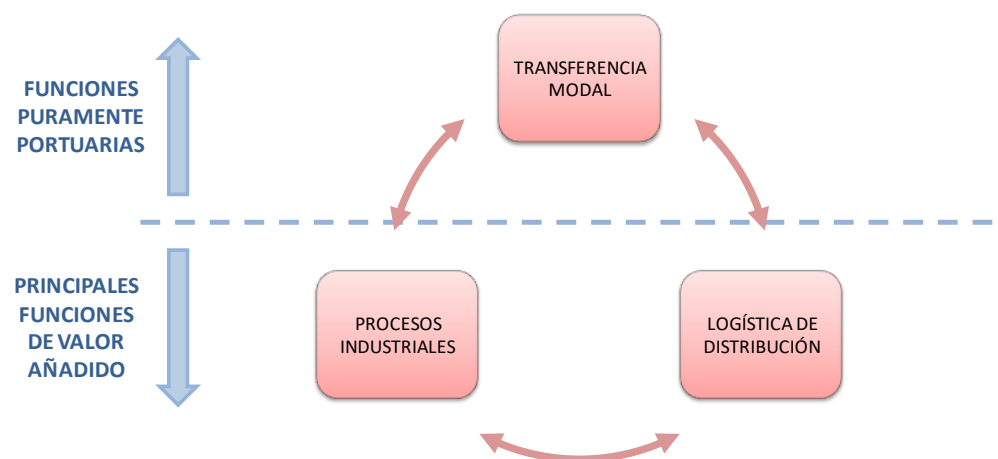 TRANSFERENCIA
MODAL
FUNCIONES
PURAMENTE
PORTUARIAS
PRINCIPALES
FUNCIONES
DE VALOR
AÑADIDO
PROCESOS
INDUSTRIALES
LOGÍSTICA DE
DISTRIBUCIÓN